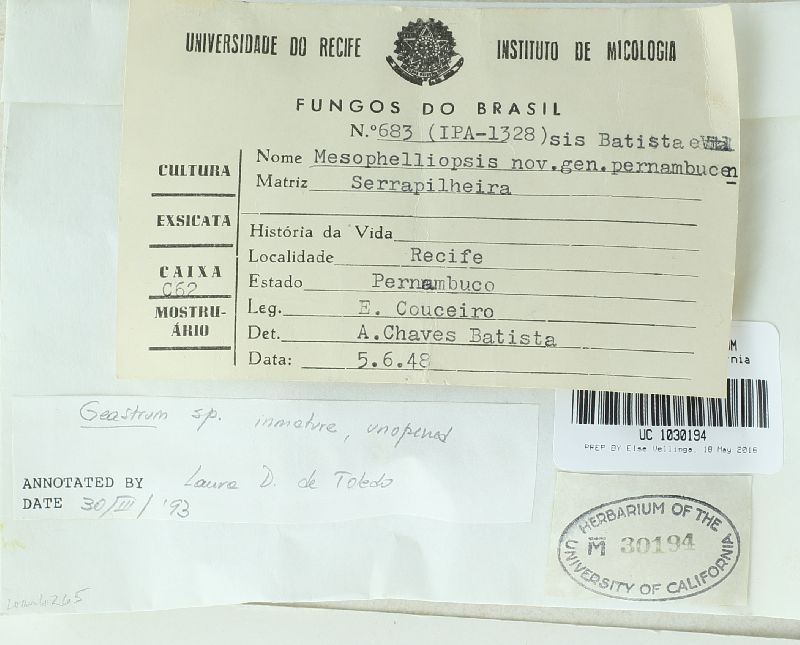 UNIVERSIDADE DO RECIFE INSTITUTO DE MICOLOGIA
FUNGOS DO BRASIL
N.º 683 (IPA-1328) sis Batista e
CULTURA
EXSICATA
CAIXA
C62
MOSTRU-
ÁRIO
Nome Mesophelliopsis nov.gen.pernambucen
Matriz Serrapilheira
História da Vida
Localidade Recife
Estado Pernambuco
Leg. E. Couceiro
Det. A.Chaves Batista
Data: 5.6.48
Geastrum sp. inmature, unopened
ANNOTATED BY Laura D. de Toledo
DATE 30/III/'93
UC 1030194
PREP BY Else Vellinga, 18 May 2016
HERBARIUM OF THE
M 30194
UNIVERSITY OF CALIFORNIA